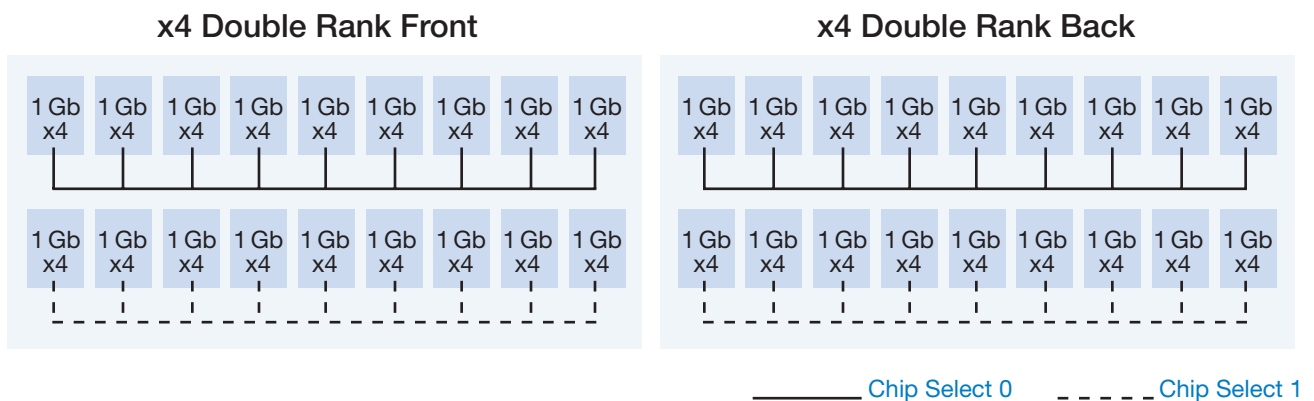 x4 Double Rank Front
x4 Double Rank Back
1 Gb 1 Gb 1 Gb 1 Gb 1 Gb 1 Gb 1 Gb 1 Gb 1 Gb
x4 x4 x4 x4 x4 x4 x4 x4 x4
1 Gb 1 Gb 1 Gb 1 Gb 1 Gb 1 Gb 1 Gb 1 Gb 1 Gb
x4 x4 x4 x4 x4 x4 x4 x4 x4
1 Gb 1 Gb 1 Gb 1 Gb 1 Gb 1 Gb 1 Gb 1 Gb 1 Gb
x4 x4 x4 x4 x4 x4 x4 x4 x4
1 Gb 1 Gb 1 Gb 1 Gb 1 Gb 1 Gb 1 Gb 1 Gb 1 Gb
x4 x4 x4 x4 x4 x4 x4 x4 x4
Chip Select 0
Chip Select 1